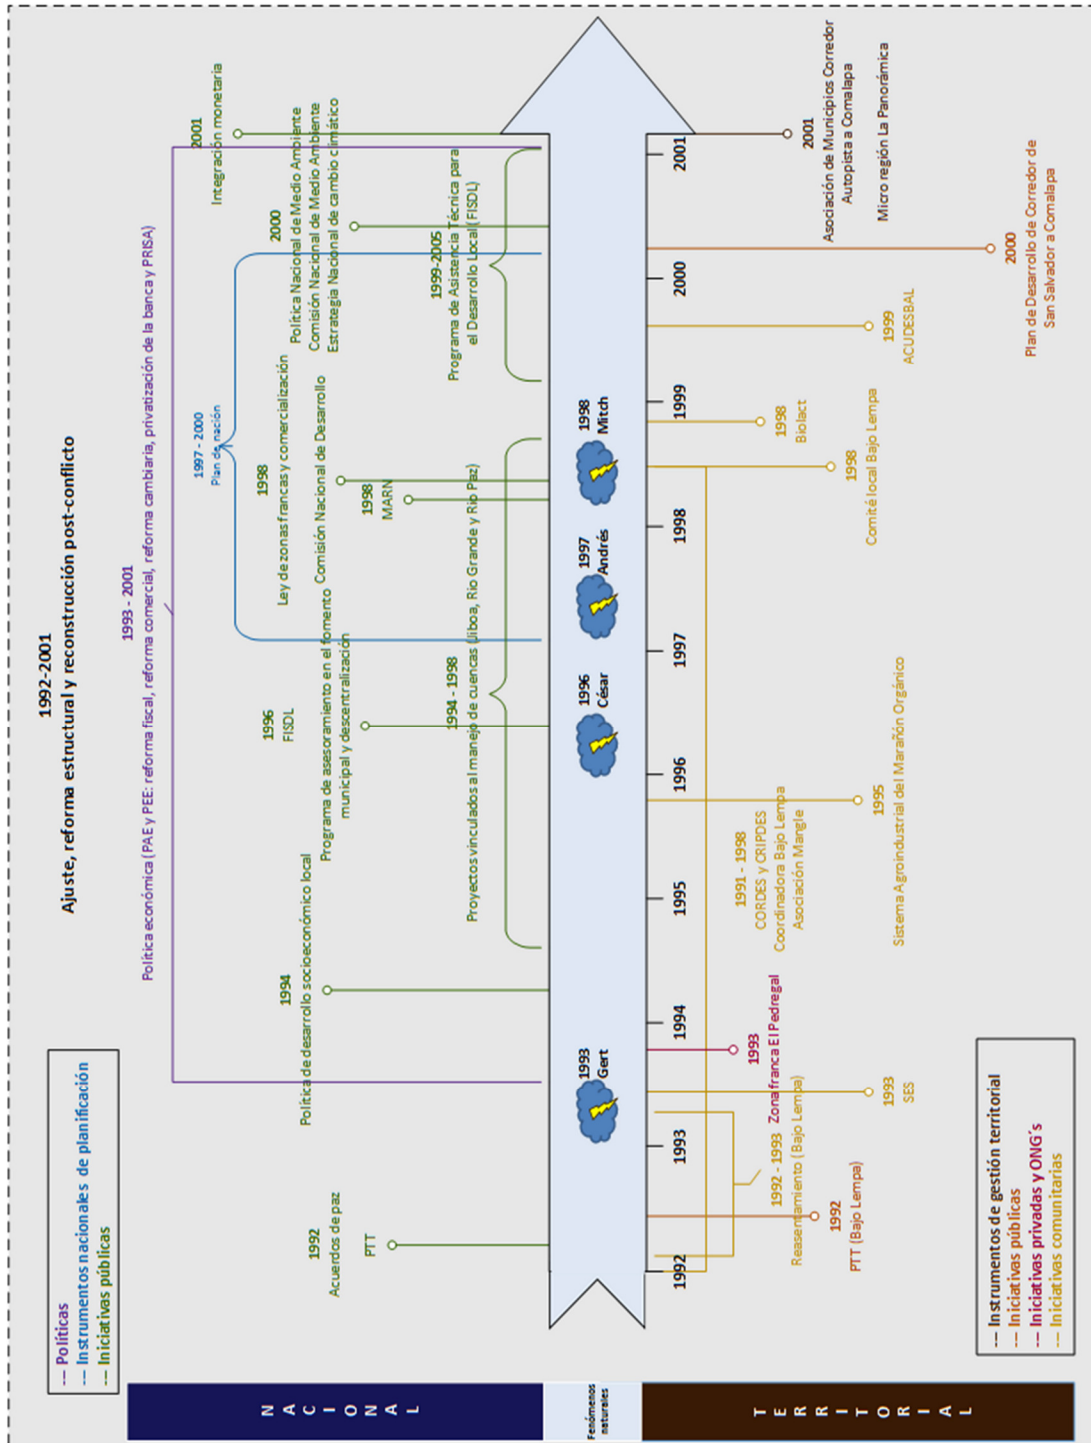 1992-2001
Ajuste, reforma estructural y reconstrucción post-conflicto
--- Políticas
--- Instrumentos nacionales de planificación
--- Iniciativas públicas
NACIONAL
1993 - 2001
Política económica (PAE y PEE: reforma fiscal, reforma comercial, reforma cambiaria, privatización de la banca y PRISA)
1992
Acuerdos de paz
PTT
1994
Política de desarrollo socioeconómico local
1996
FISDL
Programa de asesoramiento en el fomento
municipal y descentralización
1994 - 1998
Proyectos vinculados al manejo de cuencas (Jiboa, Rio Grande y Rio Paz)
1997 - 2000
Plan de nación
1998
Ley de zonas francas y comercialización
Comisión Nacional de Desarrollo
1998
MARN
2000
Política Nacional de Medio Ambiente
Comisión Nacional de Medio Ambiente
Estrategia Nacional de cambio climático
1999-2005
Programa de Asistencia Técnica para
el Desarrollo Local (FISDL)
2001
Integración monetaria
Fenómenos
naturales
1993
Gert
1996
César
1997
Andrés
1998
Mitch
1992
1993
1994
1995
1996
1997
1998
1999
2000
2001
TERRITORIAL
1992 - 1993
Reasentamiento (Bajo Lempa)
1992
PTT (Bajo Lempa)
1993
Zona franca El Pedregal
1993
SES
1991 - 1998
CORDES y CRIPDES
Coordinadora Bajo Lempa
Asociación Mangle
1995
Sistema Agroindustrial del Marañón Orgánico
1998
Biolact
1998
Comité local Bajo Lempa
1999
ACUDESBAL
2000
Plan de Desarrollo de Corredor de
San Salvador a Comalapa
2001
Asociación de Municipios Corredor
Autopista a Comalapa
Micro región La Panorámica
--- Instrumentos de gestión territorial
--- Iniciativas públicas
--- Iniciativas privadas y ONG´s
--- Iniciativas comunitarias